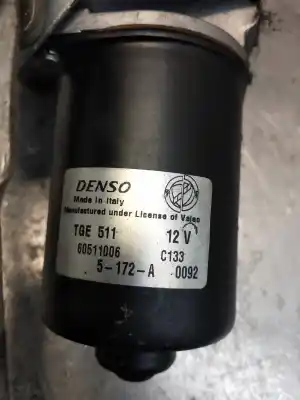 DENSO
Made in Italy
Manufactured under License of Valeo
TGE 511 12 V
60511006 C133
5-172-A 0092